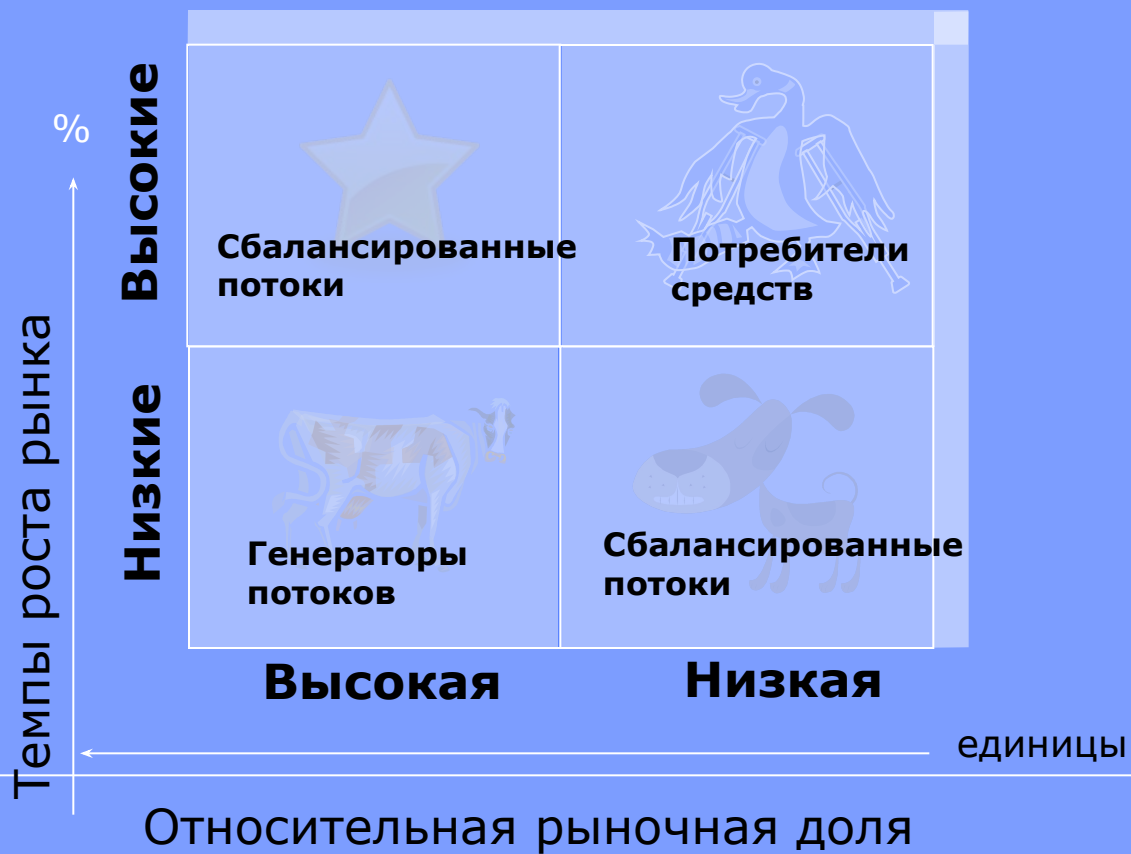 %
Высокие
Сбалансированные
потоки
Потребители
средств
Темпы роста рынка
Низкие
Генераторы
потоков
Сбалансированные
потоки
Высокая
Низкая
единицы
Относительная рыночная доля